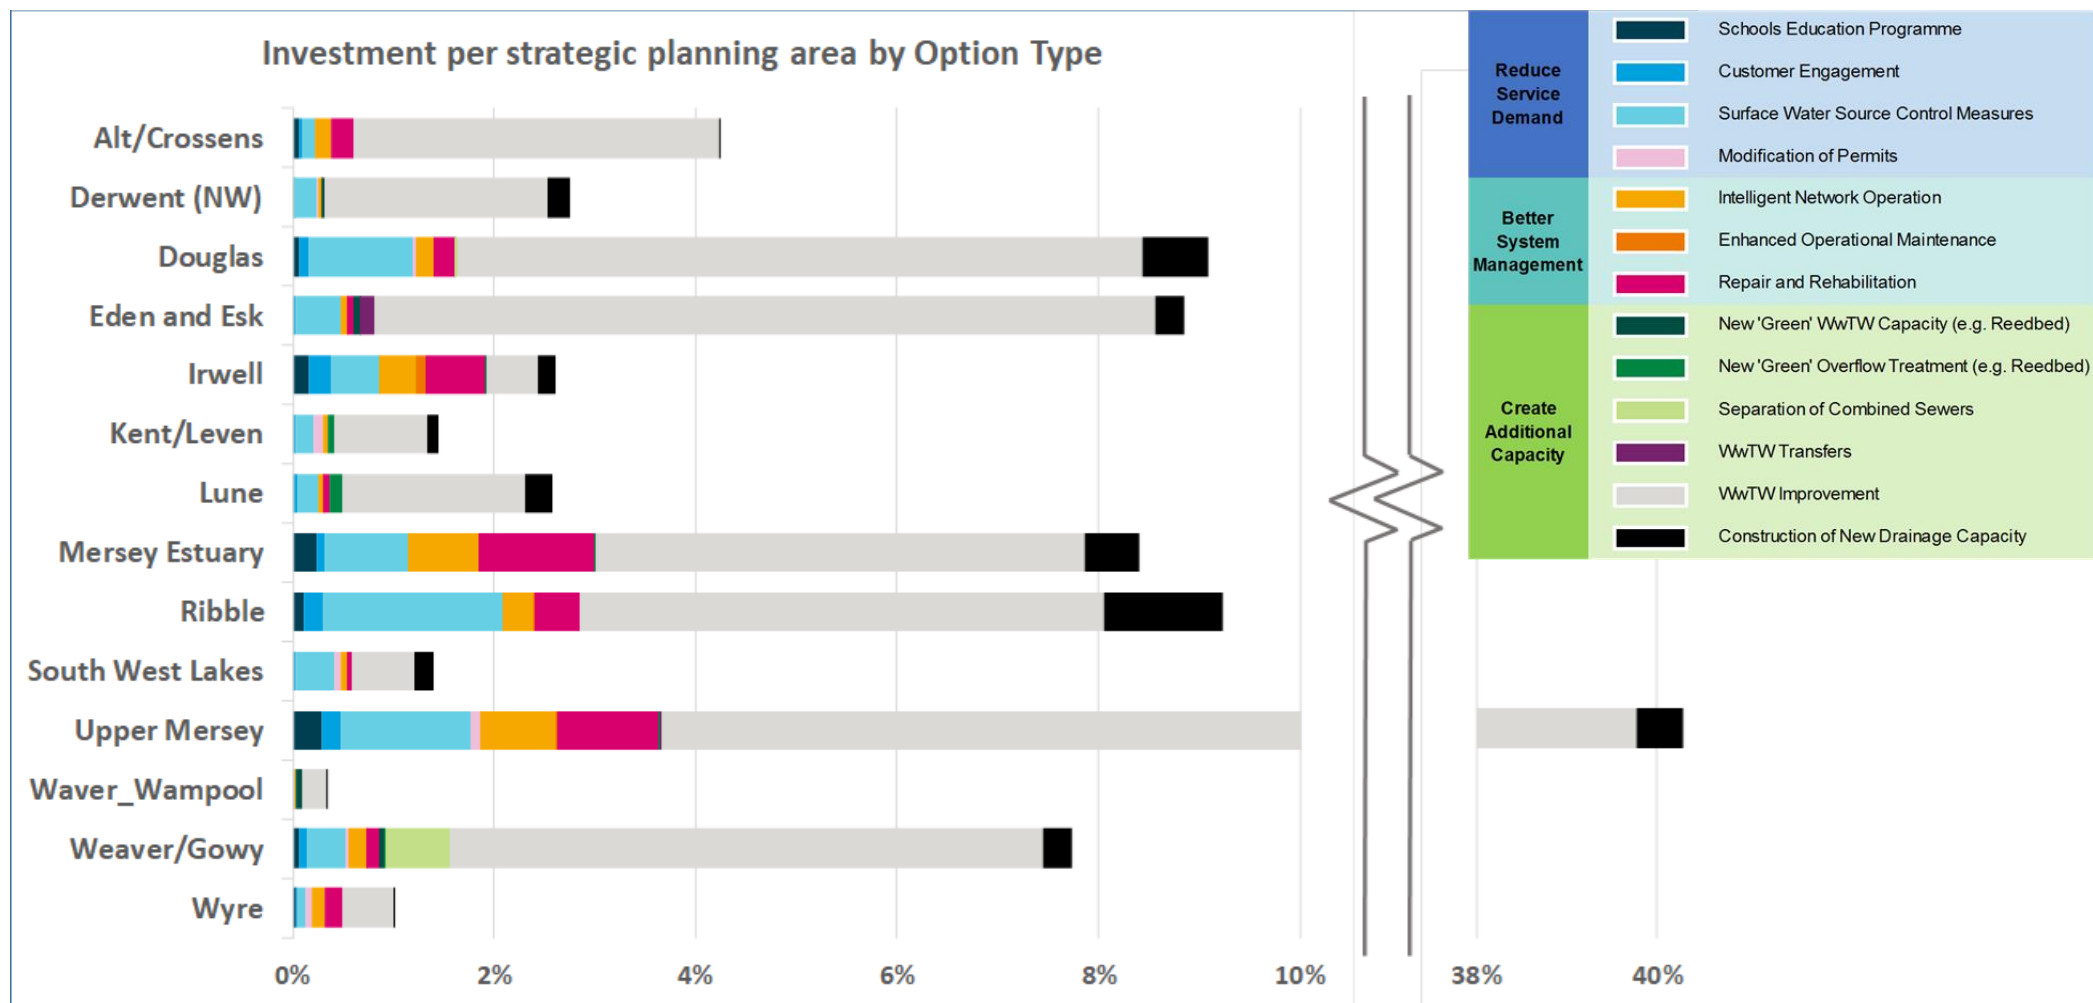 Investment per strategic planning area by Option Type
Alt/Crossens
Derwent (NW)
Douglas
Eden and Esk
Irwell
Kent/Leven
Lune
Mersey Estuary
Ribble
South West Lakes
Upper Mersey
Waver_Wampool
Weaver/Gowy
Wyre
0%
2%
4%
6%
8%
10%
38%
40%
Reduce
Service
Demand
Schools Education Programme
Customer Engagement
Surface Water Source Control Measures
Modification of Permits
Better
System
Management
Intelligent Network Operation
Enhanced Operational Maintenance
Repair and Rehabilitation
Create
Additional
Capacity
New 'Green' WwTW Capacity (e.g. Reedbed)
New 'Green' Overflow Treatment (e.g. Reedbed)
Separation of Combined Sewers
WwTW Transfers
WwTW Improvement
Construction of New Drainage Capacity